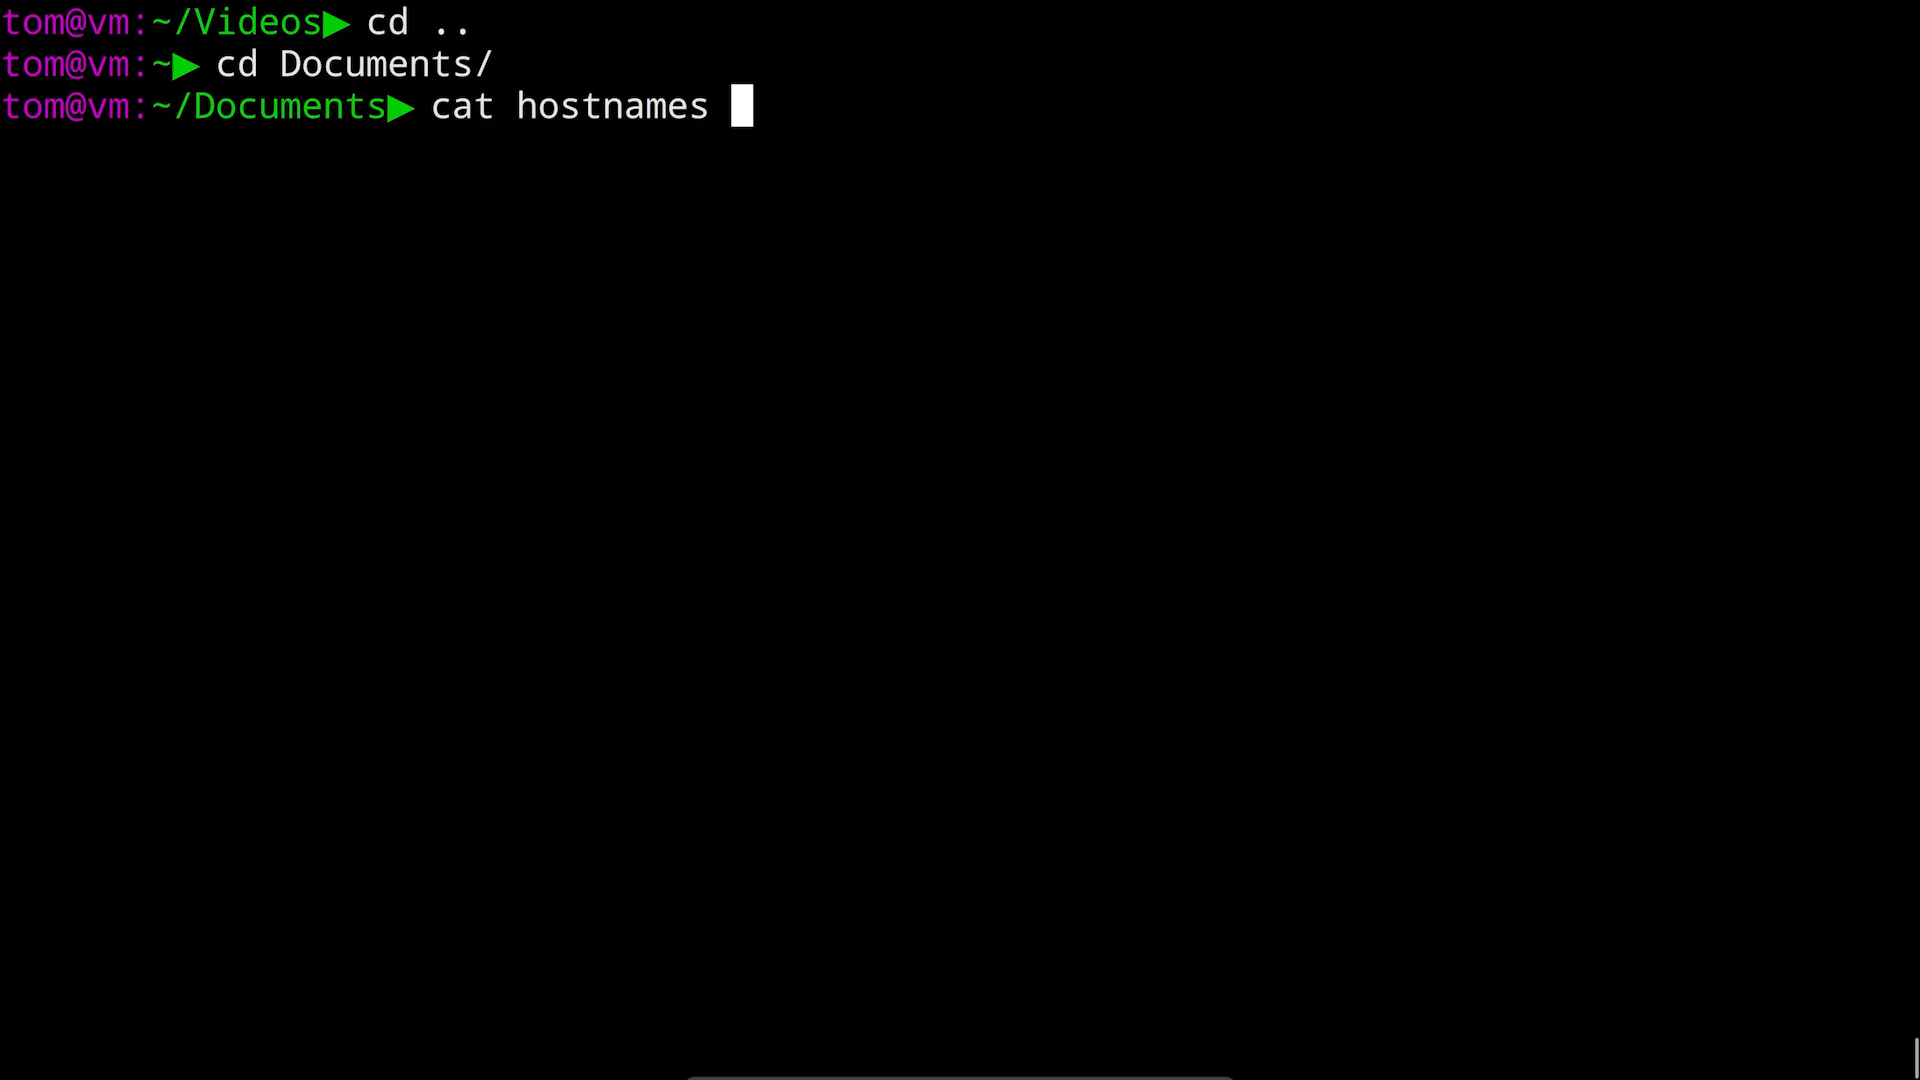 tom@vm:~/Videos▶ cd ..
tom@vm:~▶ cd Documents/
tom@vm:~/Documents▶ cat hostnames